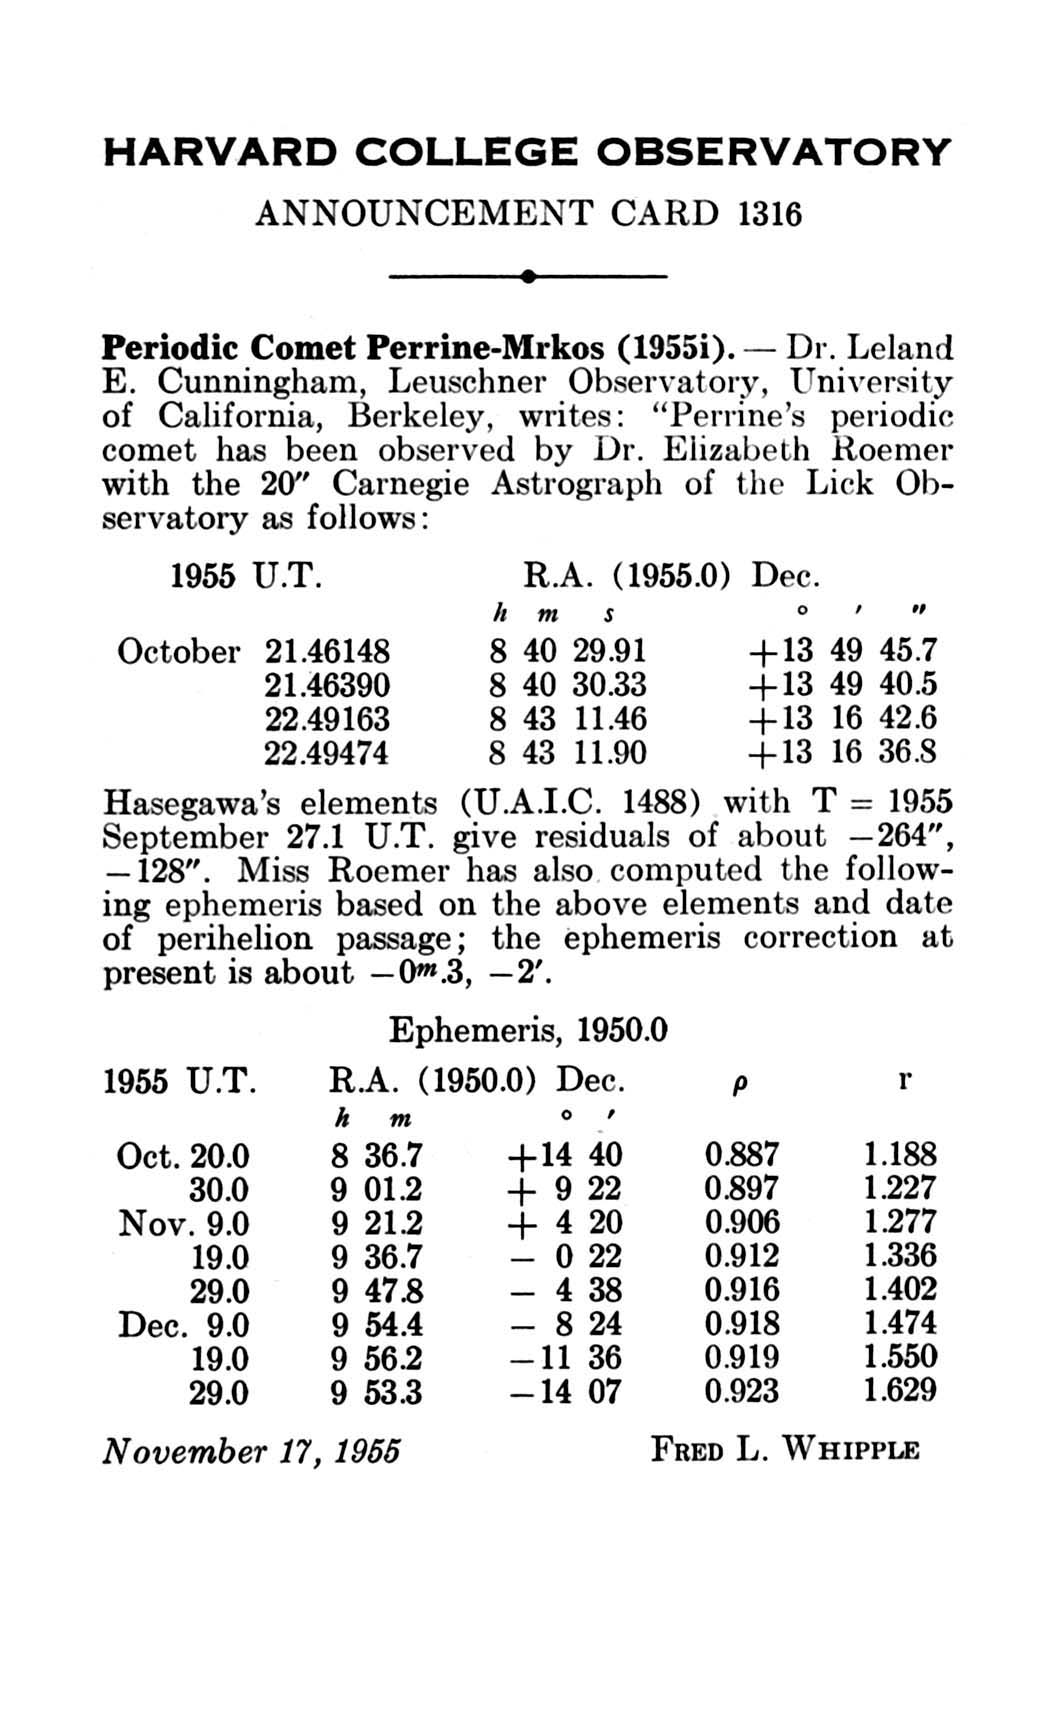 HARVARD COLLEGE OBSERVATORY
ANNOUNCEMENT CARD 1316
Periodic Comet Perrine-Mrkos (1955i). — Dr. Leland
E. Cunningham, Leuschner Observatory, University
of California, Berkeley, writes: “Perrine’s periodic
comet has been observed by Dr. Elizabeth Roemer
with the 20″ Carnegie Astrograph of the Lick Ob-
servatory as follows:
1955 U.T. R.A. (1955.0) Dec.
h m s ° ′ ″
October 21.46148 8 40 29.91 +13 49 45.7
21.46390 8 40 30.33 +13 49 40.5
22.49163 8 43 11.46 +13 16 42.6
22.49474 8 43 11.90 +13 16 36.8
Hasegawa’s elements (U.A.I.C. 1488) with T = 1955
September 27.1 U.T. give residuals of about −264″,
−128″. Miss Roemer has also computed the follow-
ing ephemeris based on the above elements and date
of perihelion passage; the ephemeris correction at
present is about −0m.3, −2′.
Ephemeris, 1950.0
1955 U.T. R.A. (1950.0) Dec. ρ r
h m ° ′
Oct. 20.0 8 36.7 +14 40 0.887 1.188
30.0 9 01.2 + 9 22 0.897 1.227
Nov. 9.0 9 21.2 + 4 20 0.906 1.277
19.0 9 36.7 − 0 22 0.912 1.336
29.0 9 47.8 − 4 38 0.916 1.402
Dec. 9.0 9 54.4 − 8 24 0.918 1.474
19.0 9 56.2 −11 36 0.919 1.550
29.0 9 53.3 −14 07 0.923 1.629
November 17, 1955 FRED L. WHIPPLE